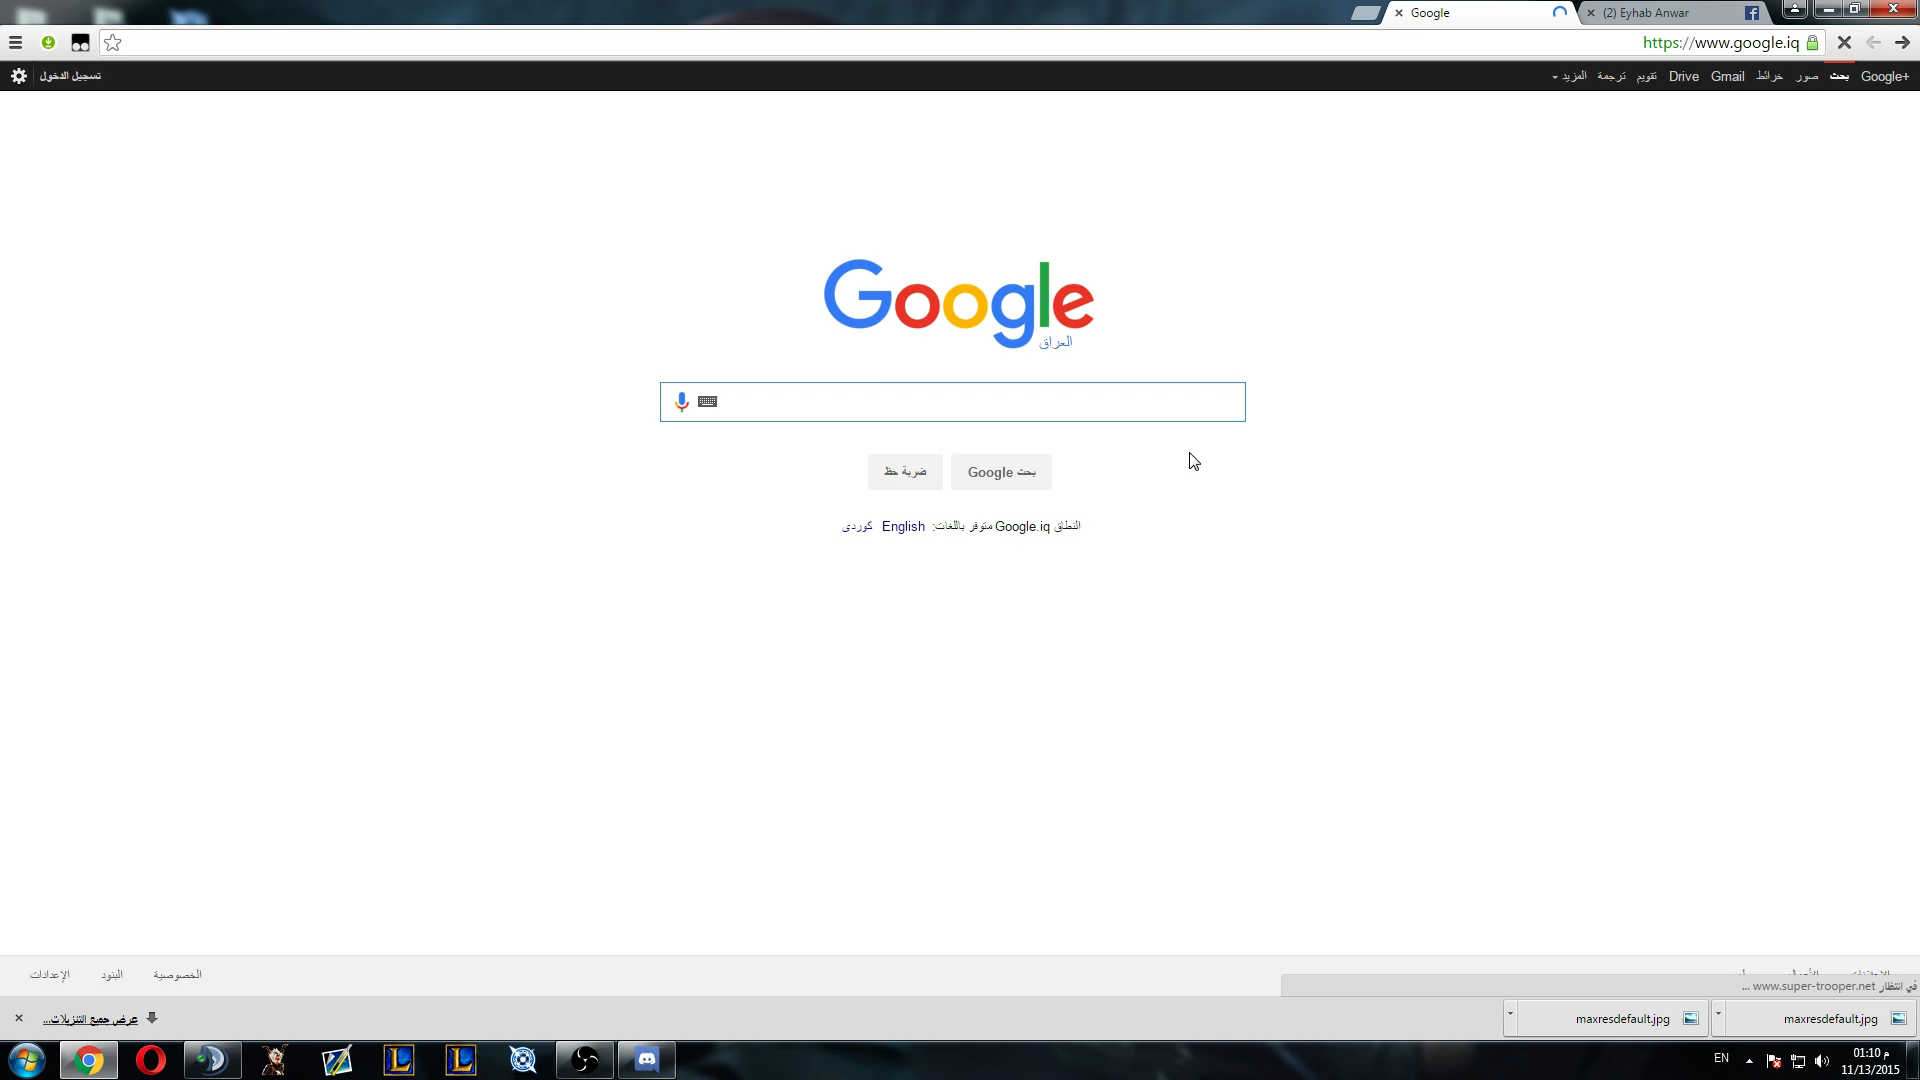 Google
(2) Eyhab Anwar
https://www.google.iq
تسجيل الدخول
Google+ بحث صور خرائط Gmail Drive تقويم ترجمة المزيد
Google
العراق
بحث Google ضربة حظ
النطاق Google.iq متوفر باللغات: English كوردی
الخصوصية البنود الإعدادات
في انتظار www.super-trooper.net ...
maxresdefault.jpg
maxresdefault.jpg
عرض جميع التنزيلات...
EN
01:10 م
11/13/2015